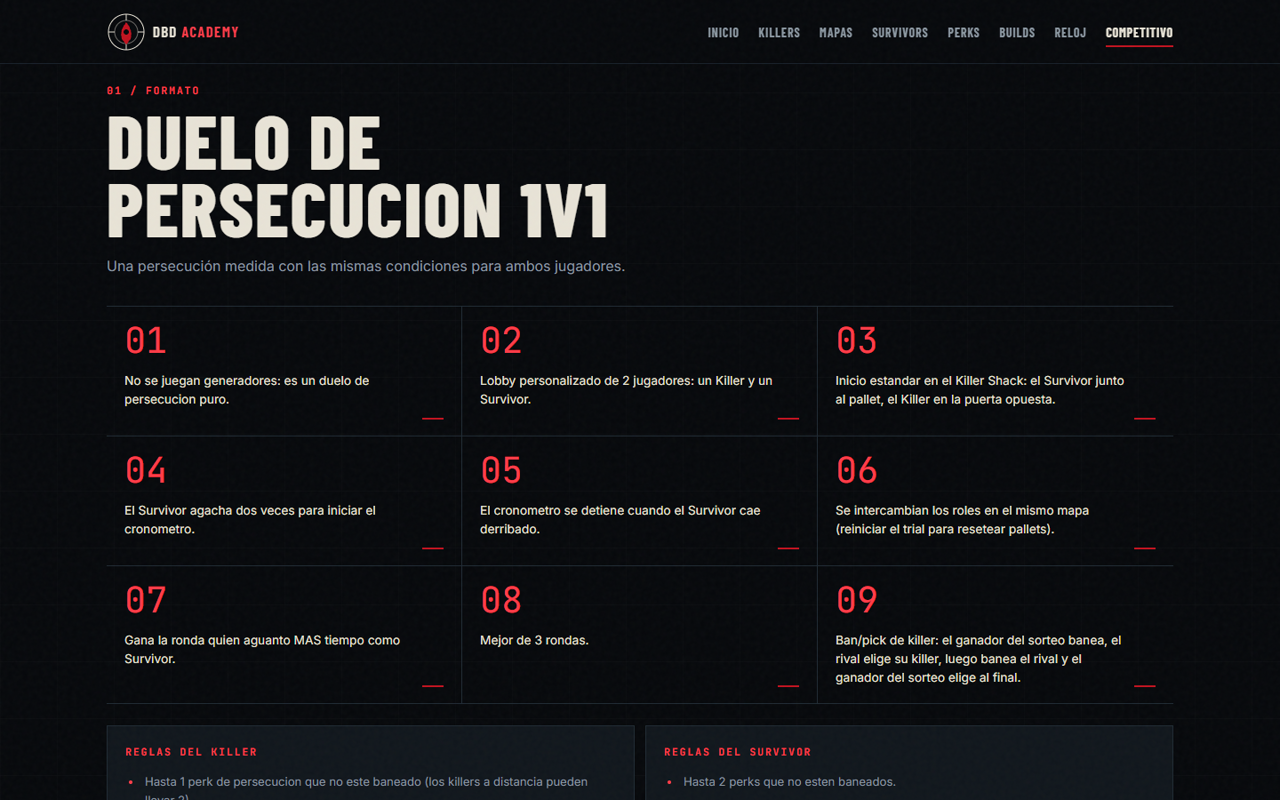 DBD ACADEMY
INICIO KILLERS MAPAS SURVIVORS PERKS BUILDS RELOJ COMPETITIVO
01 / FORMATO
DUELO DE
PERSECUCION 1V1
Una persecución medida con las mismas condiciones para ambos jugadores.
01
No se juegan generadores: es un duelo de
persecucion puro.
02
Lobby personalizado de 2 jugadores: un Killer y un
Survivor.
03
Inicio estandar en el Killer Shack: el Survivor junto
al pallet, el Killer en la puerta opuesta.
04
El Survivor agacha dos veces para iniciar el
cronometro.
05
El cronometro se detiene cuando el Survivor cae
derribado.
06
Se intercambian los roles en el mismo mapa
(reiniciar el trial para resetear pallets).
07
Gana la ronda quien aguanto MAS tiempo como
Survivor.
08
Mejor de 3 rondas.
09
Ban/pick de killer: el ganador del sorteo banea, el
rival elige su killer, luego banea el rival y el
ganador del sorteo elige al final.
REGLAS DEL KILLER
Hasta 1 perk de persecucion que no este baneado (los killers a distancia pueden
llevar 2)
REGLAS DEL SURVIVOR
Hasta 2 perks que no esten baneados.